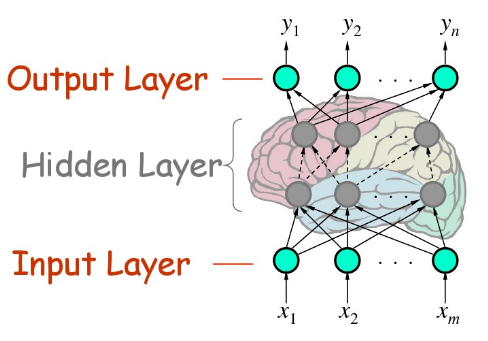 y1 y2 yn
Output Layer . . .
. . .
Hidden Layer
. . .
Input Layer . . .
x1 x2 xm